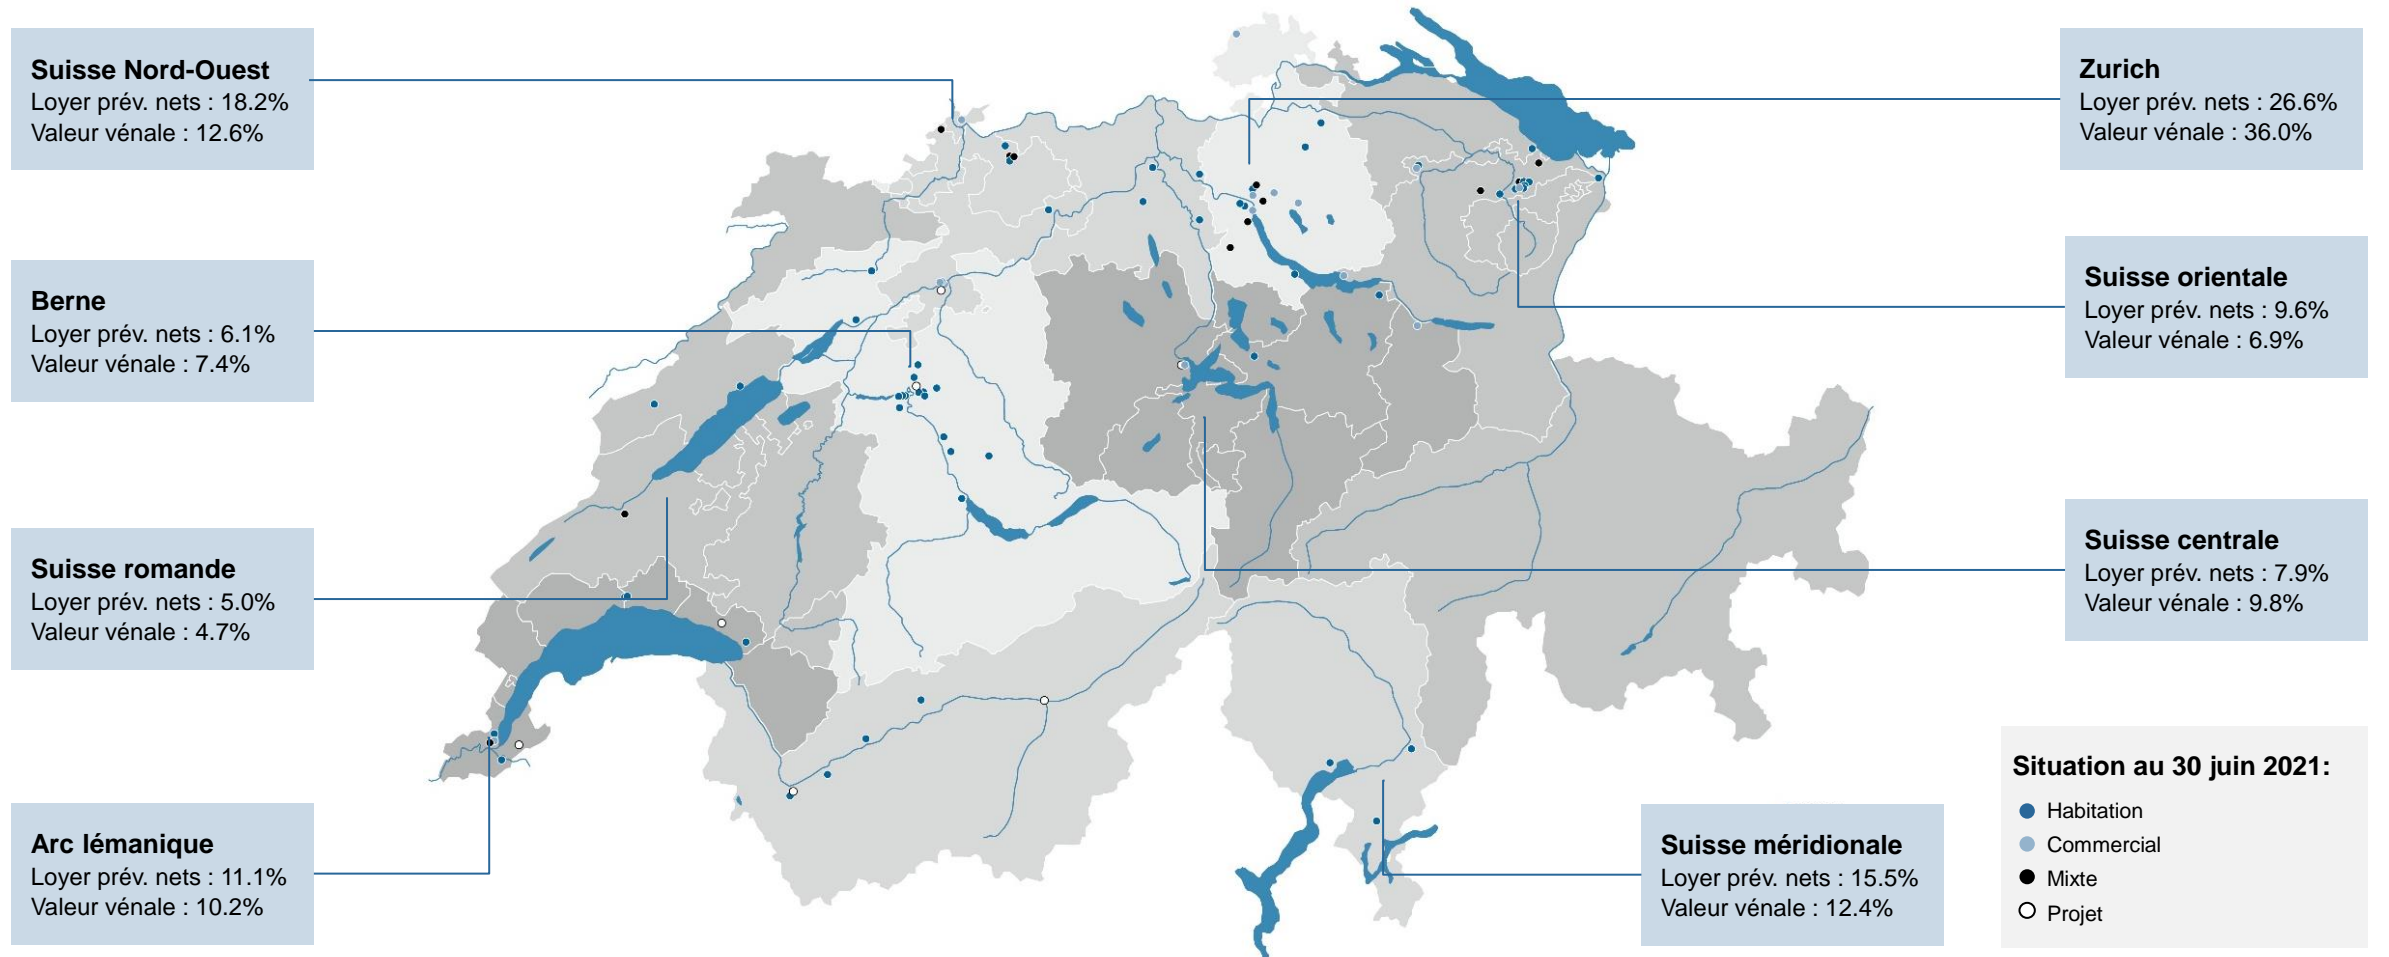 Suisse Nord-Ouest
Loyer prév. nets : 18.2%
Valeur vénale : 12.6%
Berne
Loyer prév. nets : 6.1%
Valeur vénale : 7.4%
Suisse romande
Loyer prév. nets : 5.0%
Valeur vénale : 4.7%
Arc lémanique
Loyer prév. nets : 11.1%
Valeur vénale : 10.2%
Zurich
Loyer prév. nets : 26.6%
Valeur vénale : 36.0%
Suisse orientale
Loyer prév. nets : 9.6%
Valeur vénale : 6.9%
Suisse centrale
Loyer prév. nets : 7.9%
Valeur vénale : 9.8%
Suisse méridionale
Loyer prév. nets : 15.5%
Valeur vénale : 12.4%
Situation au 30 juin 2021:
Habitation
Commercial
Mixte
Projet